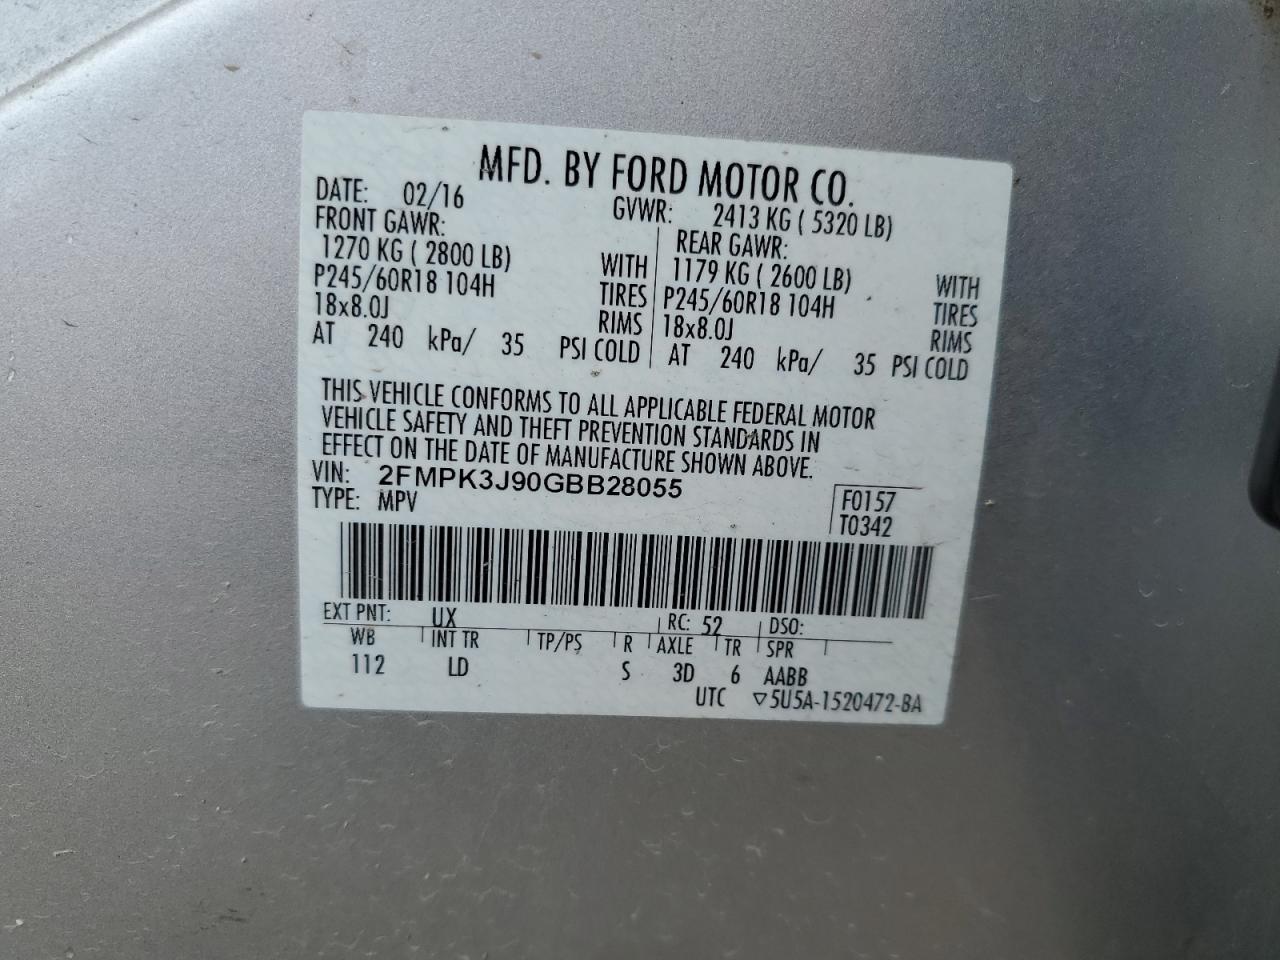 MFD. BY FORD MOTOR CO.
DATE: 02/16 GVWR: 2413 KG ( 5320 LB)
FRONT GAWR: REAR GAWR:
1270 KG ( 2800 LB) WITH 1179 KG ( 2600 LB) WITH
P245/60R18 104H TIRES P245/60R18 104H TIRES
18x8.0J RIMS 18x8.0J RIMS
AT 240 kPa/ 35 PSI COLD AT 240 kPa/ 35 PSI COLD
THIS VEHICLE CONFORMS TO ALL APPLICABLE FEDERAL MOTOR
VEHICLE SAFETY AND THEFT PREVENTION STANDARDS IN
EFFECT ON THE DATE OF MANUFACTURE SHOWN ABOVE.
VIN: 2FMPK3J90GBB28055
TYPE: MPV F0157
T0342
EXT PNT: UX RC: 52 DSO:
WB INT TR TP/PS R AXLE TR SPR
112 LD S 3D 6 AABB
UTC ▽5U5A-1520472-BA